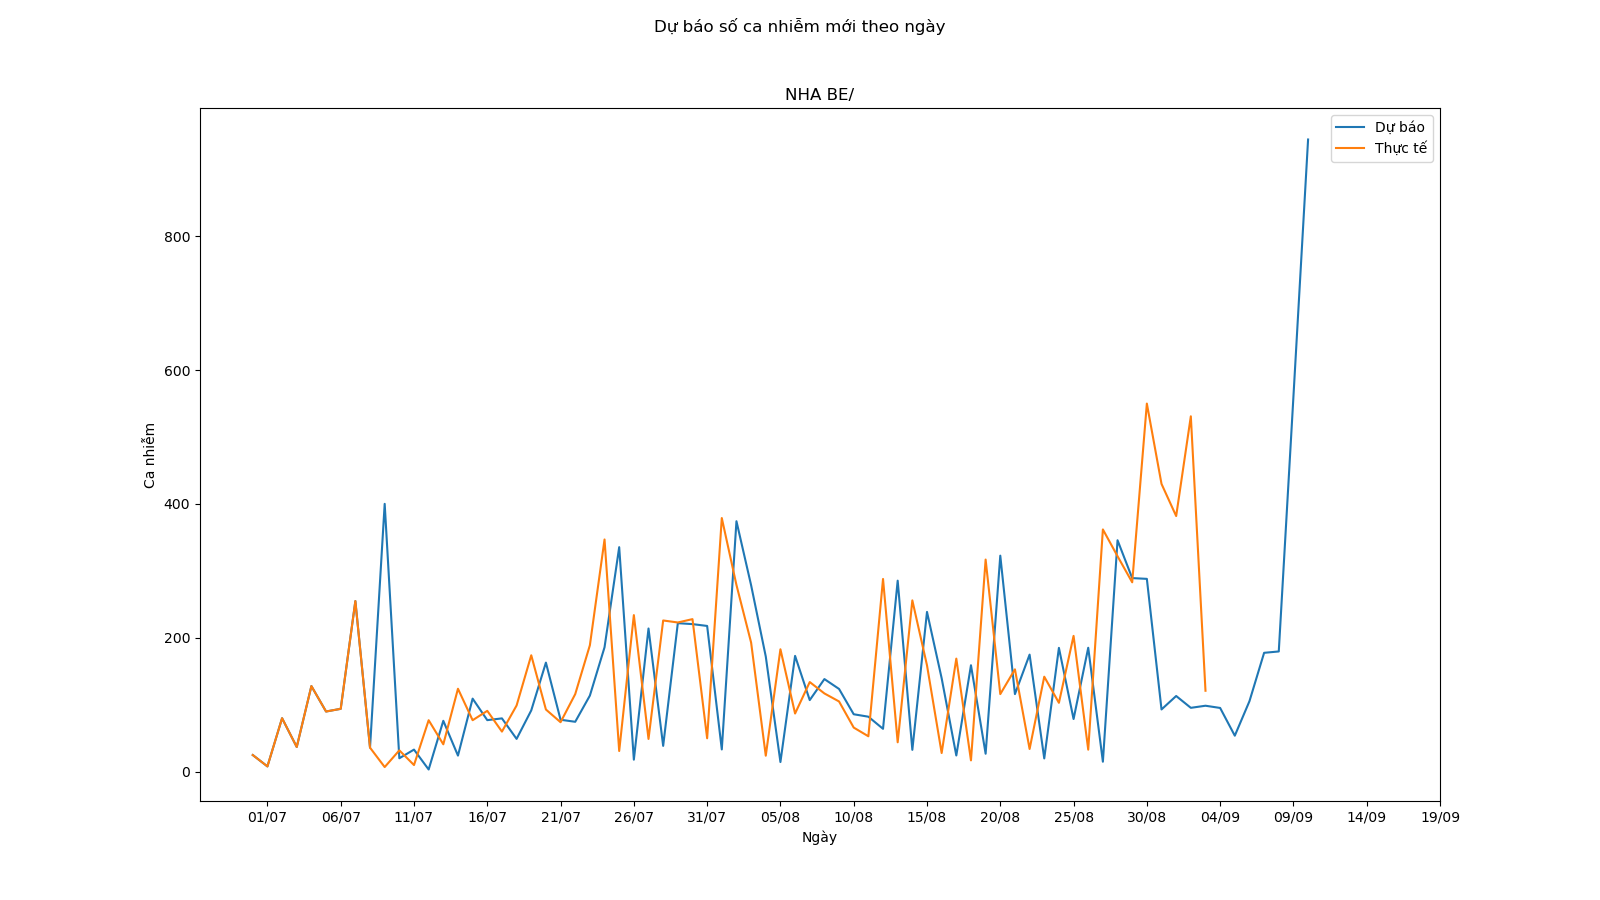 Dự báo số ca nhiễm mới theo ngày
NHA BE/
Dự báo
Thực tế
800
600
400
200
0
Ca nhiễm
01/07 06/07 11/07 16/07 21/07 26/07 31/07 05/08 10/08 15/08 20/08 25/08 30/08 04/09 09/09 14/09 19/09
Ngày